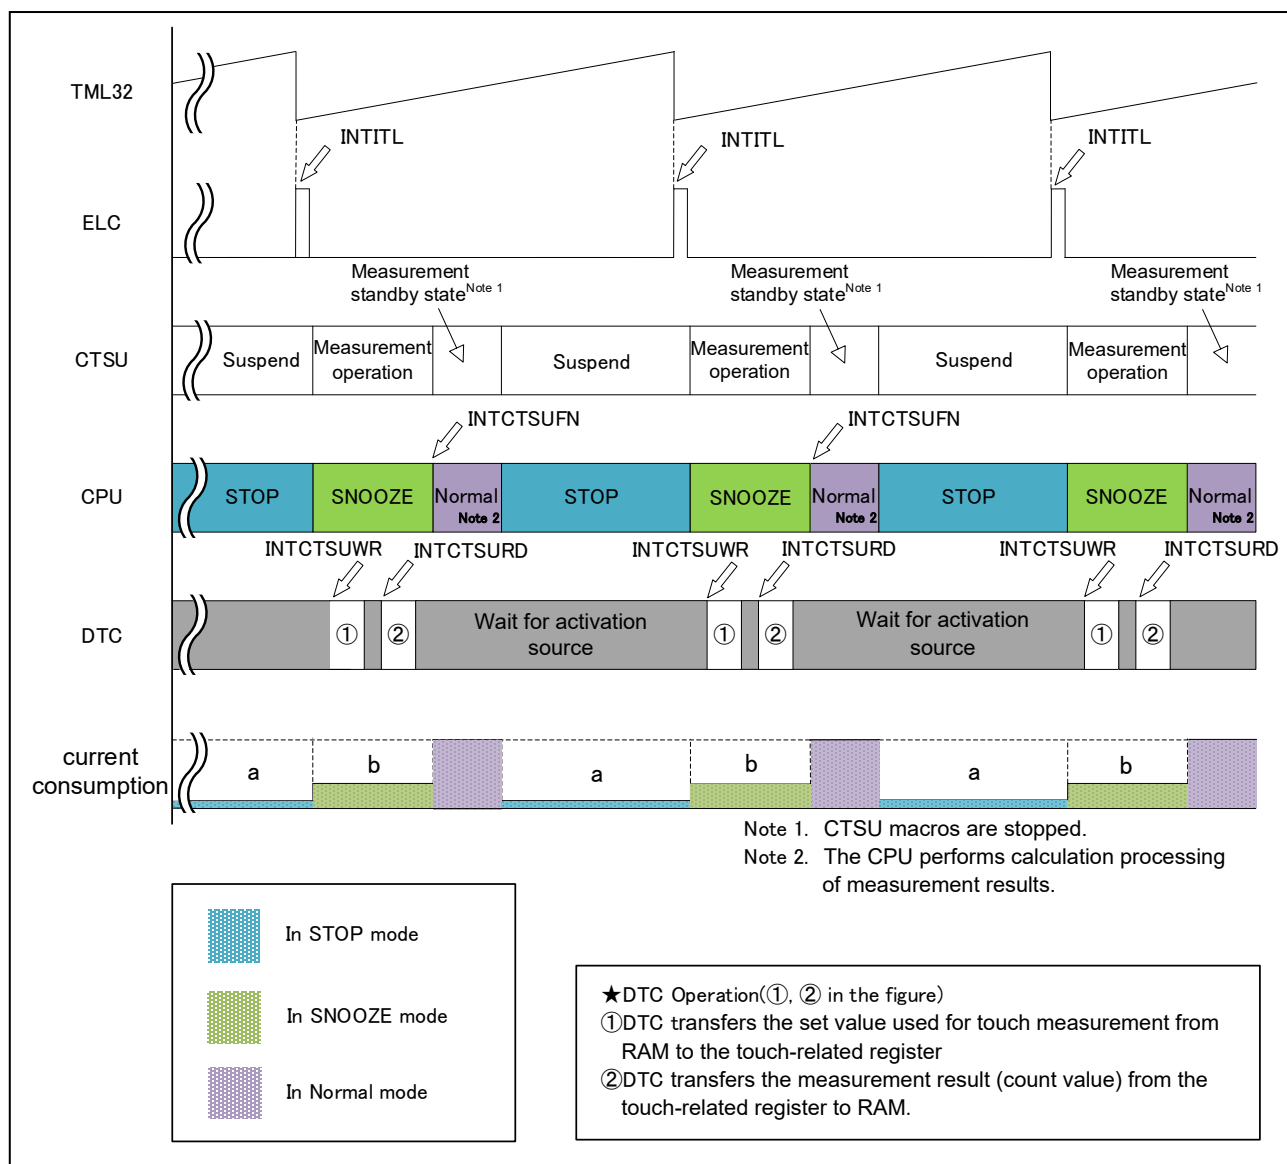 TML32
INTITL
INTITL
INTITL
ELC
Measurement
standby state Note 1
Measurement
standby state Note 1
Measurement
standby state Note 1
CTSU
Suspend
Measurement
operation
Suspend
Measurement
operation
Suspend
Measurement
operation
INTCTSUFN
INTCTSUFN
CPU
STOP
SNOOZE
Normal
Note 2
STOP
SNOOZE
Normal
Note 2
STOP
SNOOZE
Normal
Note 2
INTCTSUWR
INTCTSURD
INTCTSUWR
INTCTSURD
INTCTSUWR
INTCTSURD
DTC
①
②
Wait for activation
source
①
②
Wait for activation
source
①
②
current
consumption
a
b
a
b
a
b
Note 1. CTSU macros are stopped.
Note 2. The CPU performs calculation processing
of measurement results.
In STOP mode
In SNOOZE mode
In Normal mode
★DTC Operation(①, ② in the figure)
①DTC transfers the set value used for touch measurement from
RAM to the touch-related register
②DTC transfers the measurement result (count value) from the
touch-related register to RAM.